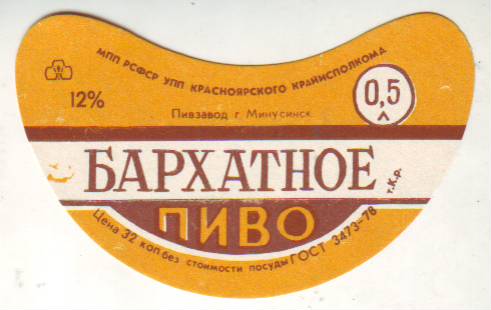 МПП РСФСР УПП КРАСНОЯРСКОГО КРАЙИСПОЛКОМА
12%
0,5 л
Пивзавод г. Минусинск
БАРХАТНОЕ
ПИВО
т.К.р.
Цена 32 коп без стоимости посуды ГОСТ 3473-78